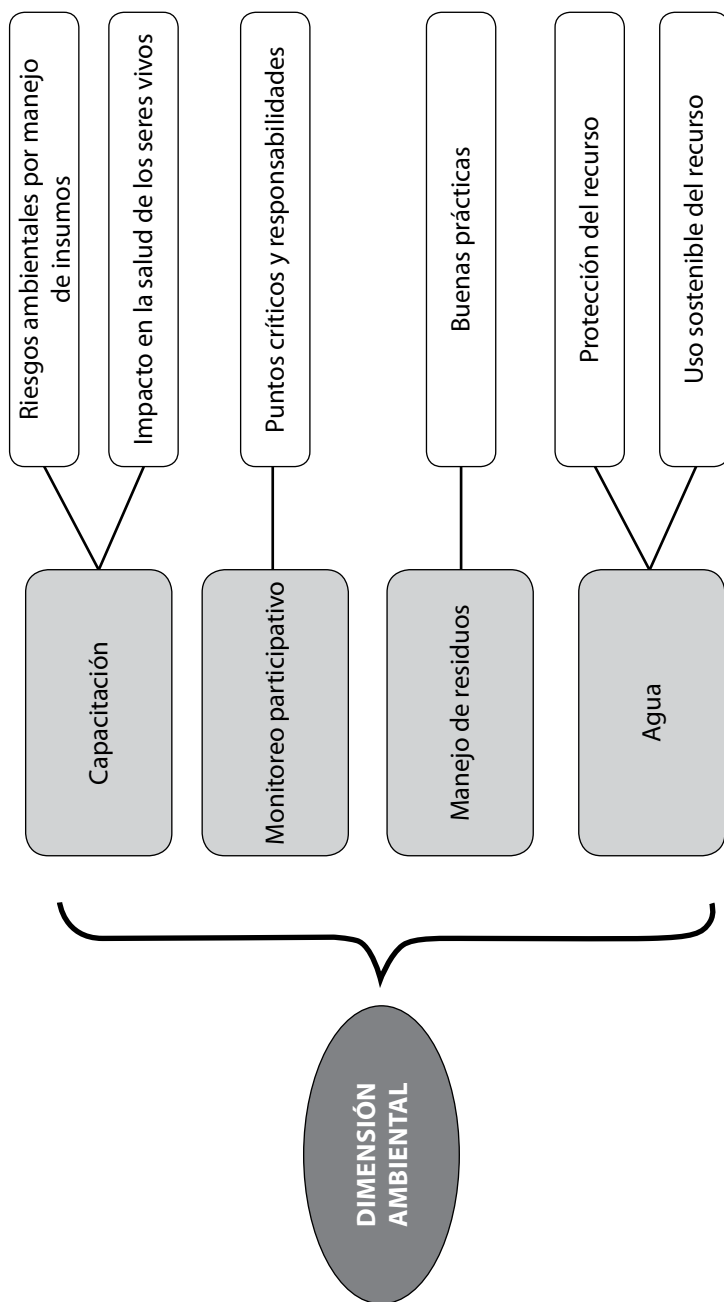 DIMENSIÓN
AMBIENTAL
Capacitación
Riesgos ambientales por manejo
de insumos
Impacto en la salud de los seres vivos
Monitoreo participativo
Puntos críticos y responsabilidades
Manejo de residuos
Buenas prácticas
Agua
Protección del recurso
Uso sostenible del recurso